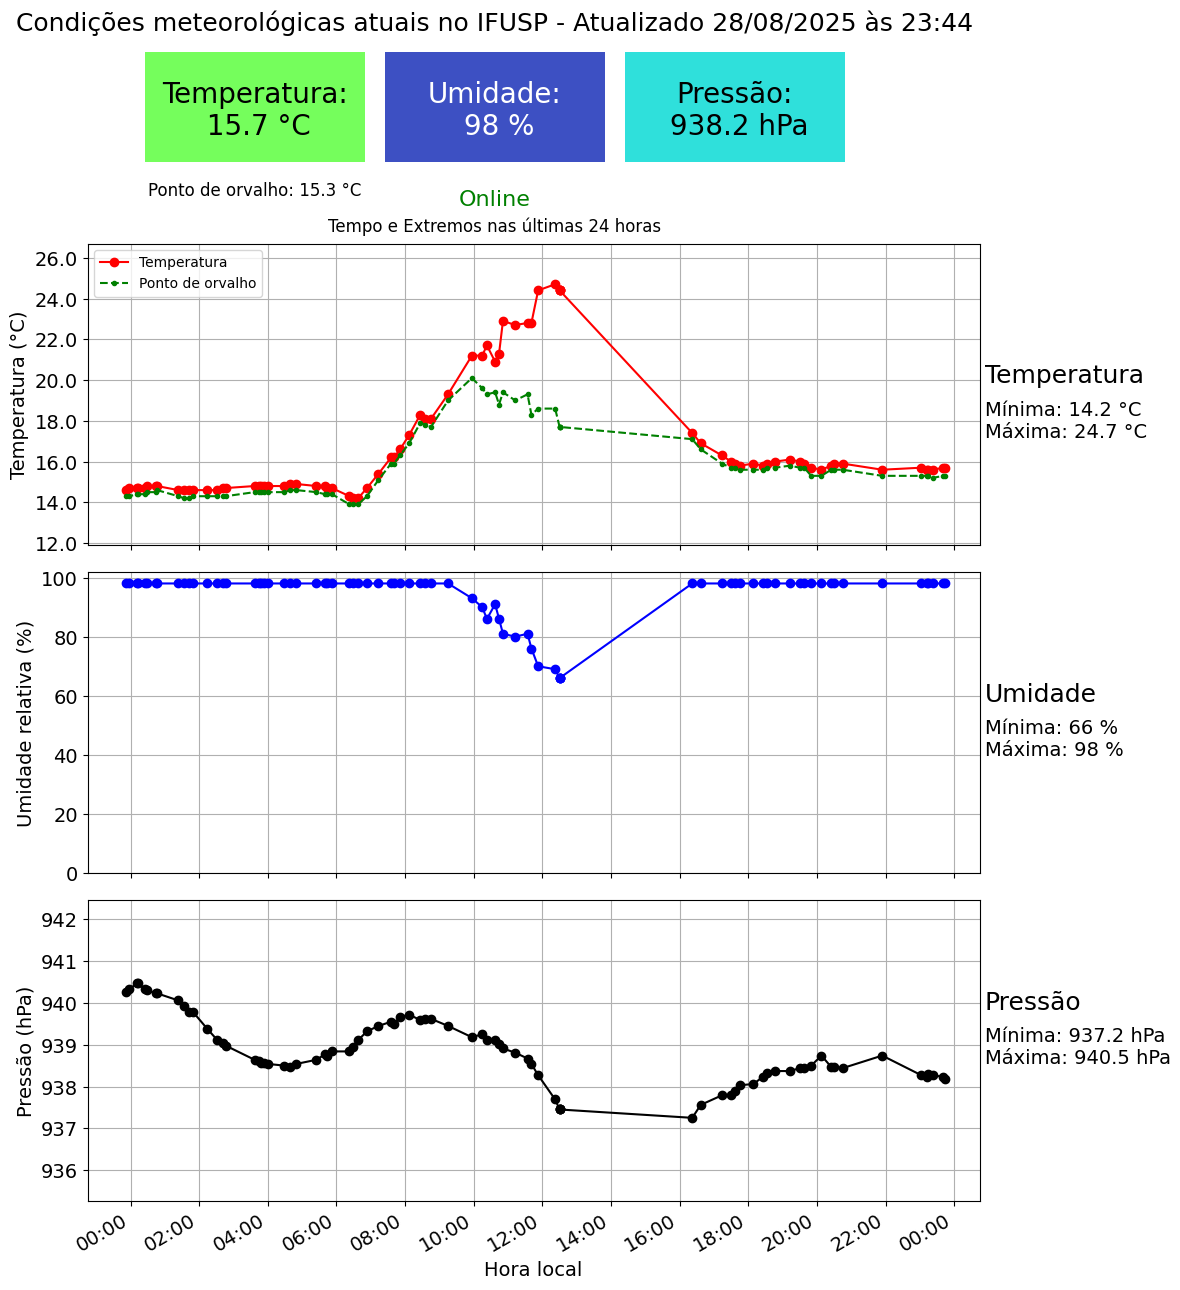 Condições meteorológicas atuais no IFUSP - Atualizado 28/08/2025 às 23:44
Temperatura:
15.7 °C
Umidade:
98 %
Pressão:
938.2 hPa
Ponto de orvalho: 15.3 °C
Online
Tempo e Extremos nas últimas 24 horas
Temperatura
Ponto de orvalho
Temperatura (°C)
26.0
24.0
22.0
20.0
18.0
16.0
14.0
12.0
Temperatura
Mínima: 14.2 °C
Máxima: 24.7 °C
Umidade relativa (%)
100
80
60
40
20
0
Umidade
Mínima: 66 %
Máxima: 98 %
Pressão (hPa)
942
941
940
939
938
937
936
Pressão
Mínima: 937.2 hPa
Máxima: 940.5 hPa
00:00 02:00 04:00 06:00 08:00 10:00 12:00 14:00 16:00 18:00 20:00 22:00 00:00
Hora local